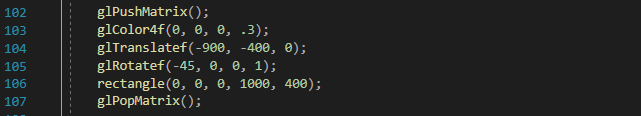 102 glPushMatrix();
103 glColor4f(0, 0, 0, .3);
104 glTranslatef(-900, -400, 0);
105 glRotatef(-45, 0, 0, 1);
106 rectangle(0, 0, 0, 1000, 400);
107 glPopMatrix();